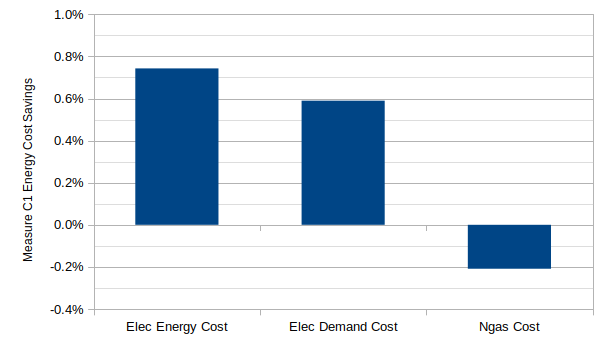 1.0%
0.8%
0.6%
0.4%
0.2%
0.0%
-0.2%
-0.4%
Measure C1 Energy Cost Savings
Elec Energy Cost
Elec Demand Cost
Ngas Cost